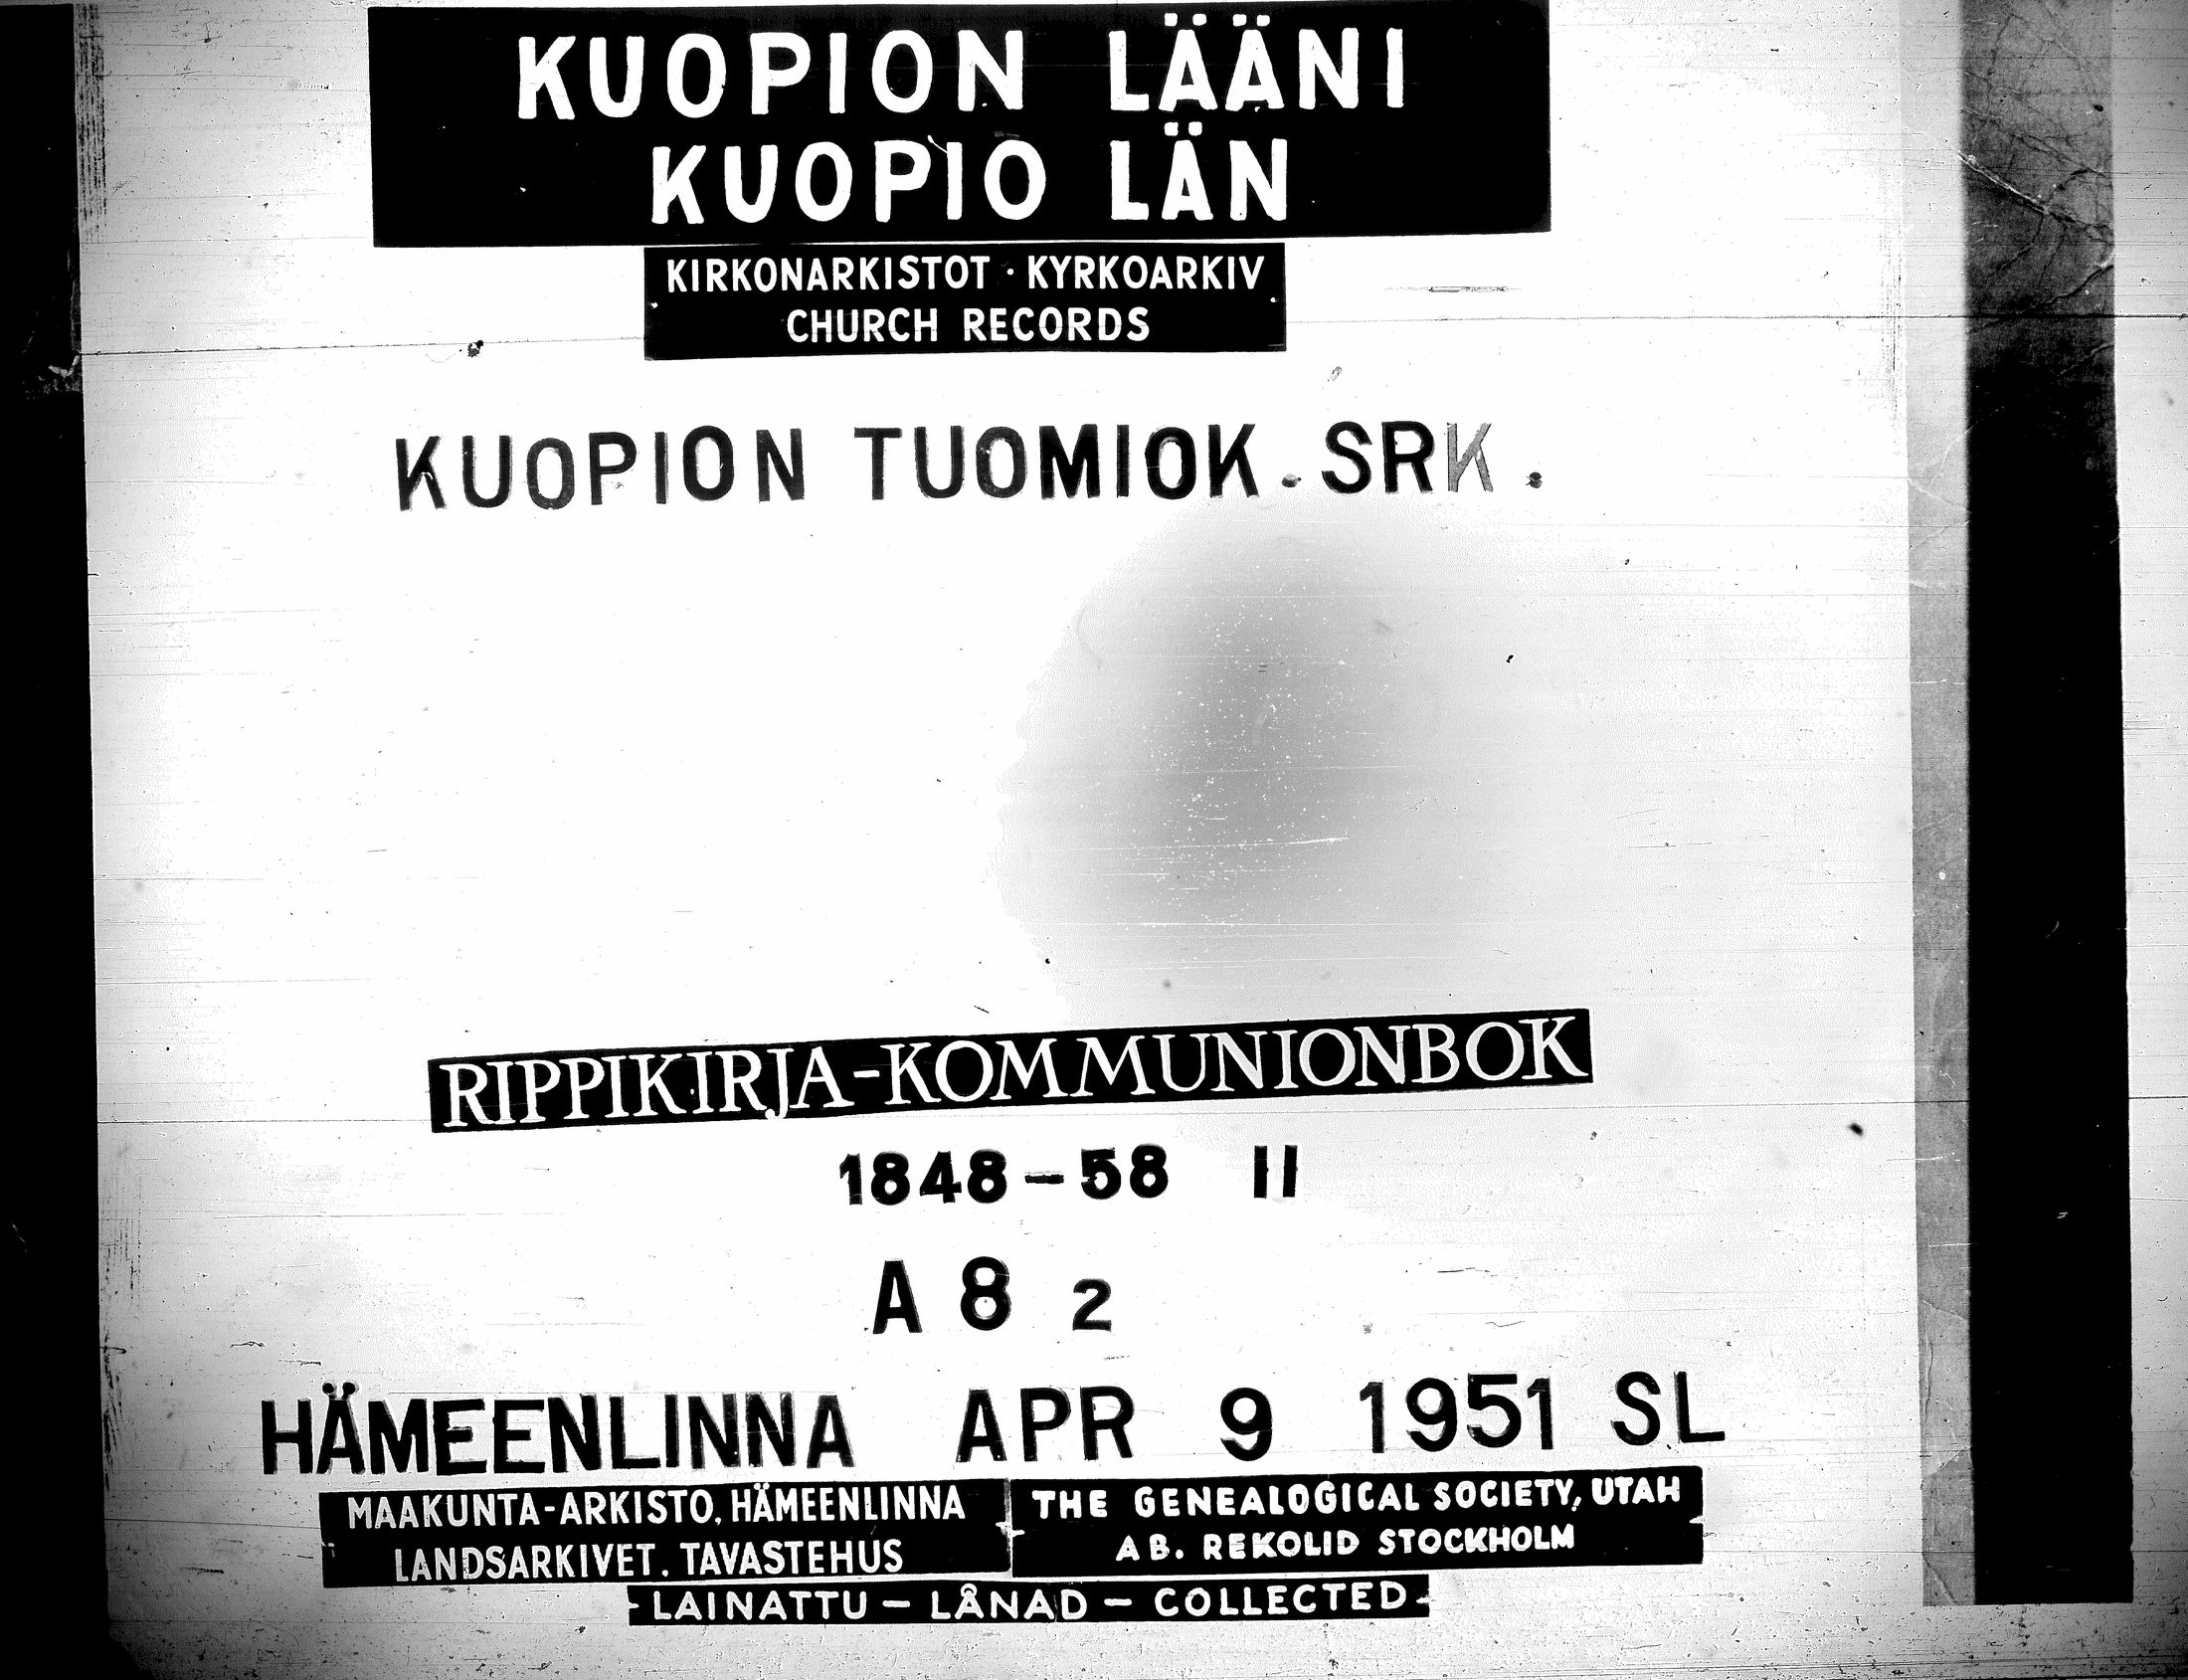 KUOPION LÄÄNI
KUOPIO LÄN
KIRKONARKISTOT · KYRKOARKIV
CHURCH RECORDS
KUOPION TUOMIOK. SRK.
RIPPIKIRJA-KOMMUNIONBOK
1848-58 II
A 8 2
HÄMEENLINNA APR 9 1951 SL
MAAKUNTA-ARKISTO, HÄMEENLINNA
LANDSARKIVET. TAVASTEHUS
THE GENEALOGICAL SOCIETY, UTAH
AB. REKOLID STOCKHOLM
LAINATTU - LÅNAD - COLLECTED